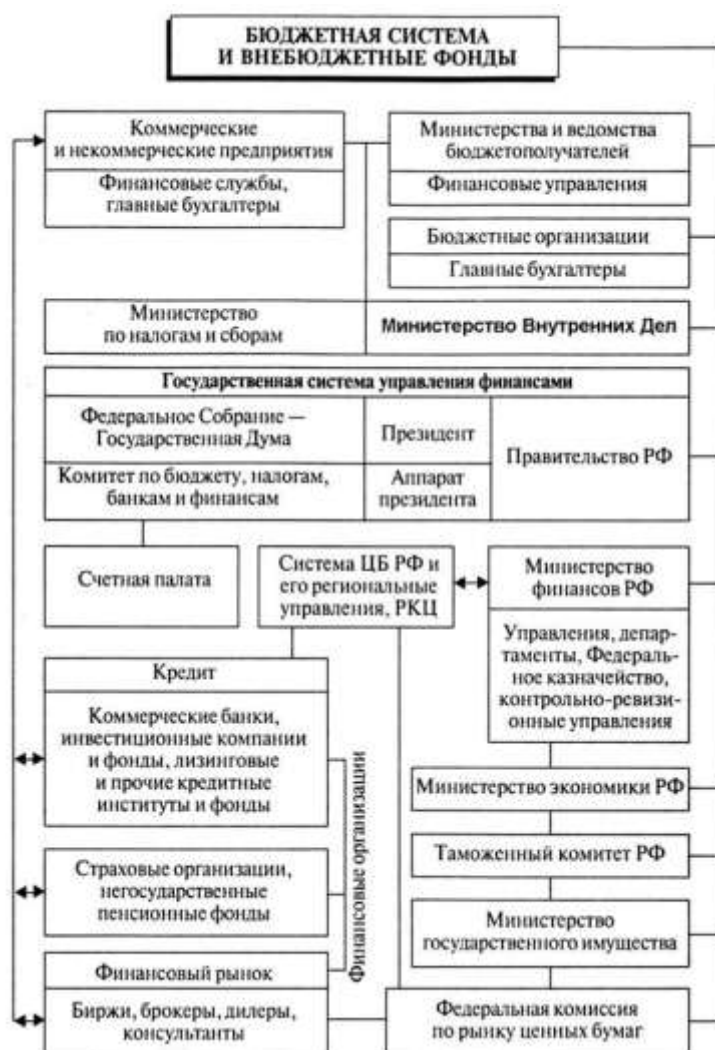 БЮДЖЕТНАЯ СИСТЕМА
И ВНЕБЮДЖЕТНЫЕ ФОНДЫ
Коммерческие
и некоммерческие предприятия
Финансовые службы,
главные бухгалтеры
Министерства и ведомства
бюджетополучателей
Финансовые управления
Бюджетные организации
Главные бухгалтеры
Министерство
по налогам и сборам
Министерство Внутренних Дел
Государственная система управления финансами
Федеральное Собрание —
Государственная Дума
Президент
Правительство РФ
Комитет по бюджету, налогам,
банкам и финансам
Аппарат
президента
Счетная палата
Система ЦБ РФ и
его региональные
управления, РКЦ
Министерство
финансов РФ
Управления, депар-
таменты, Федераль-
ное казначейство,
контрольно-ревизи-
онные управления
Кредит
Коммерческие банки,
инвестиционные компании
и фонды, лизинговые
и прочие кредитные
институты и фонды
Страховые организации,
негосударственные
пенсионные фонды
Финансовый рынок
Биржи, брокеры, дилеры,
консультанты
Финансовые организации
Министерство экономики РФ
Таможенный комитет РФ
Министерство
государственного имущества
Федеральная комиссия
по рынку ценных бумаг